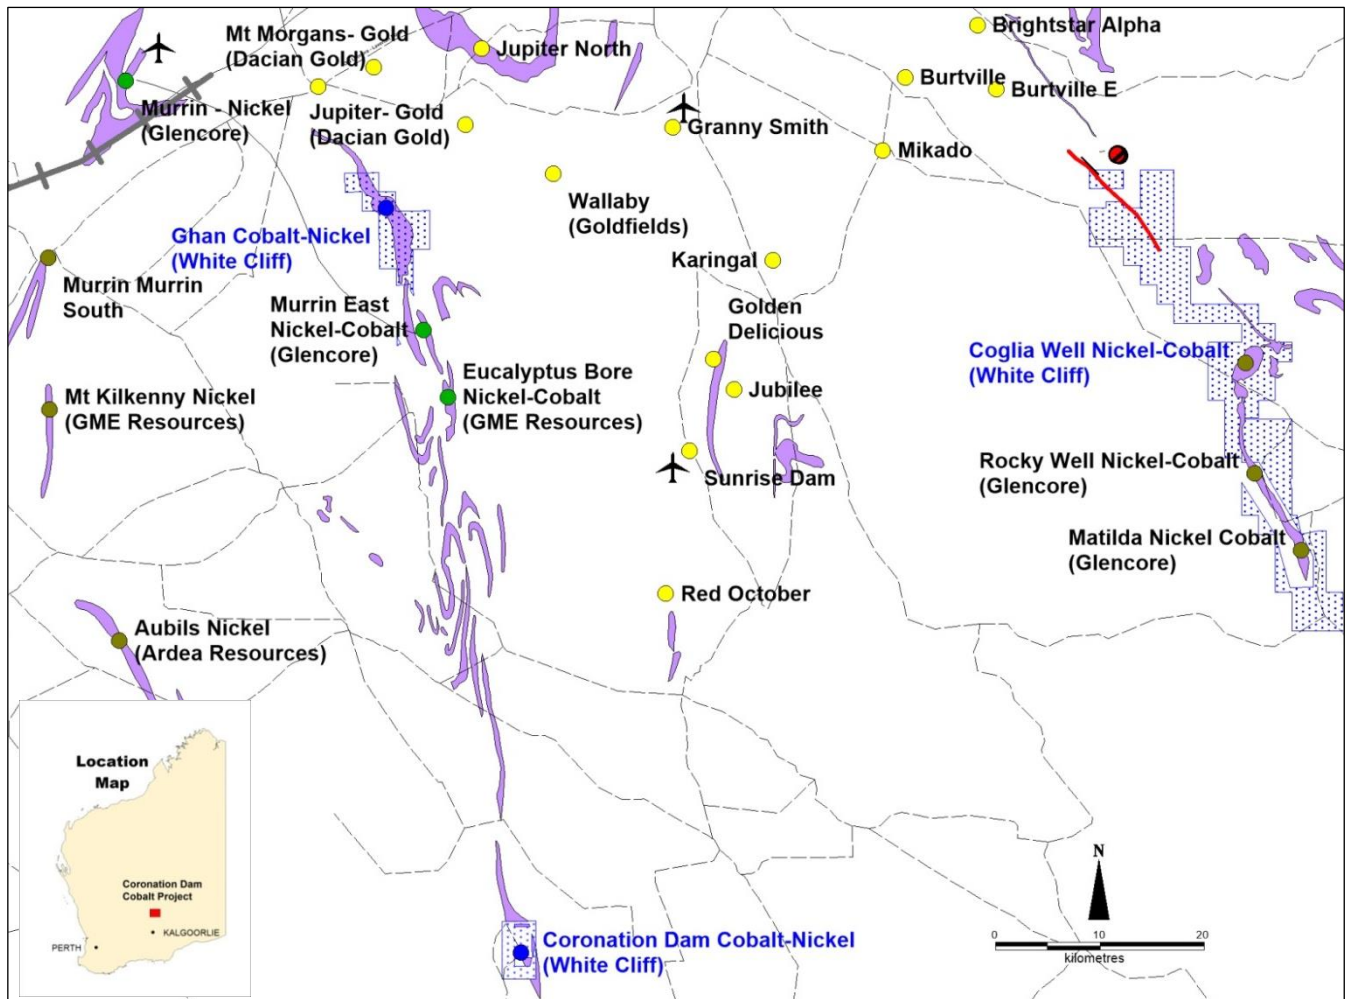 Mt Morgans- Gold
(Dacian Gold)
Jupiter North
Brightstar Alpha
Burtville
Burtville E
Murrin - Nickel
(Glencore)
Jupiter- Gold
(Dacian Gold)
Granny Smith
Mikado
Wallaby
(Goldfields)
Ghan Cobalt-Nickel
(White Cliff)
Karingal
Murrin Murrin
South
Murrin East
Nickel-Cobalt
(Glencore)
Golden
Delicious
Coglia Well Nickel-Cobalt
(White Cliff)
Eucalyptus Bore
Nickel-Cobalt
(GME Resources)
Jubilee
Mt Kilkenny Nickel
(GME Resources)
Sunrise Dam
Rocky Well Nickel-Cobalt
(Glencore)
Matilda Nickel Cobalt
(Glencore)
Red October
Aubils Nickel
(Ardea Resources)
Location
Map
Coronation Dam
Cobalt Project
KALGOORLIE
PERTH
Coronation Dam Cobalt-Nickel
(White Cliff)
N
0 10 20
kilometres